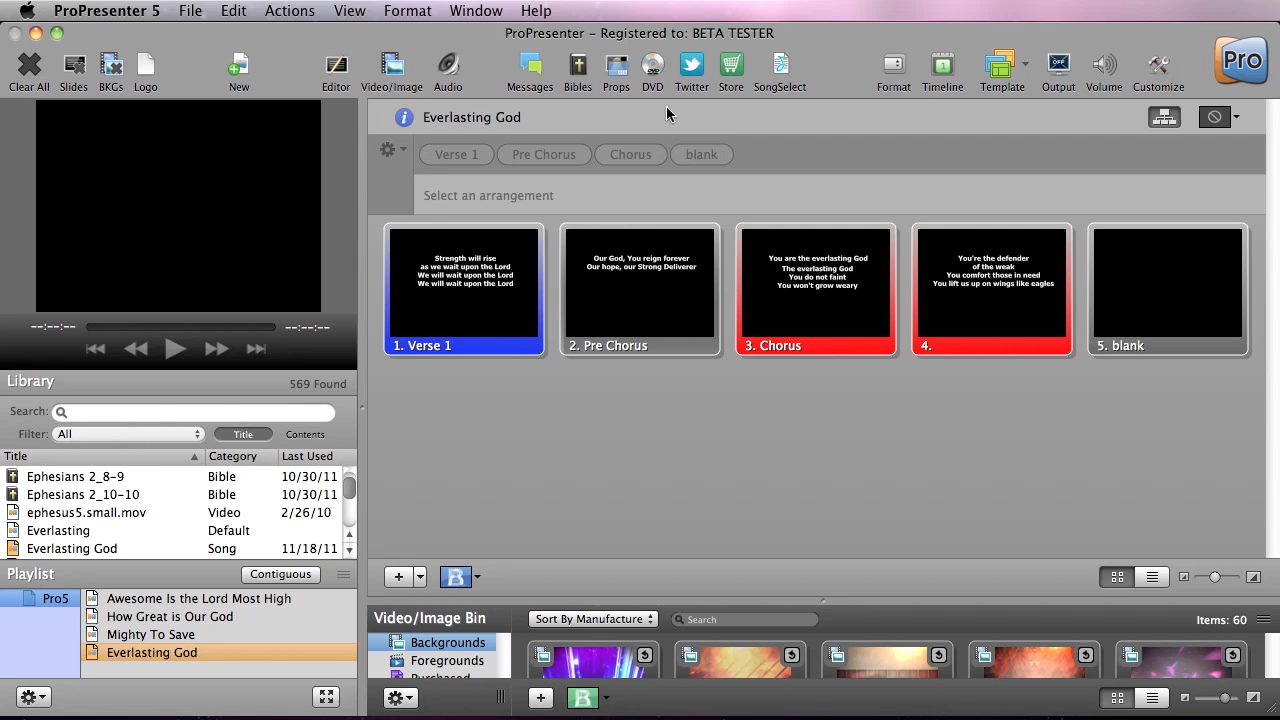 ProPresenter 5 File Edit Actions View Format Window Help
ProPresenter – Registered to: BETA TESTER
Clear All Slides BKGs Logo New Editor Video/Image Audio Messages Bibles Props DVD Twitter Store SongSelect Format Timeline Template Output Volume Customize
Pro
OFF
1
Everlasting God
Verse 1 Pre Chorus Chorus blank
Select an arrangement
Strength will rise
as we wait upon the Lord
We will wait upon the Lord
We will wait upon the Lord
1. Verse 1
Our God, You reign forever
Our hope, our Strong Deliverer
2. Pre Chorus
You are the everlasting God
The everlasting God
You do not faint
You won't grow weary
3. Chorus
You're the defender
of the weak
You comfort those in need
You lift us up on wings like eagles
4.
5. blank
--:--:-- --:--:--
Library 569 Found
Search:
Filter: All Title Contents
Title Category Last Used
Ephesians 2_8-9 Bible 10/30/11
Ephesians 2_10-10 Bible 10/30/11
ephesus5.small.mov Video 2/26/10
Everlasting Default
Everlasting God Song 11/18/11
Playlist Contiguous
Pro5
Awesome Is the Lord Most High
How Great is Our God
Mighty To Save
Everlasting God
B
Video/Image Bin Sort By Manufacture Search Items: 60
Backgrounds
Foregrounds
Purchased
B